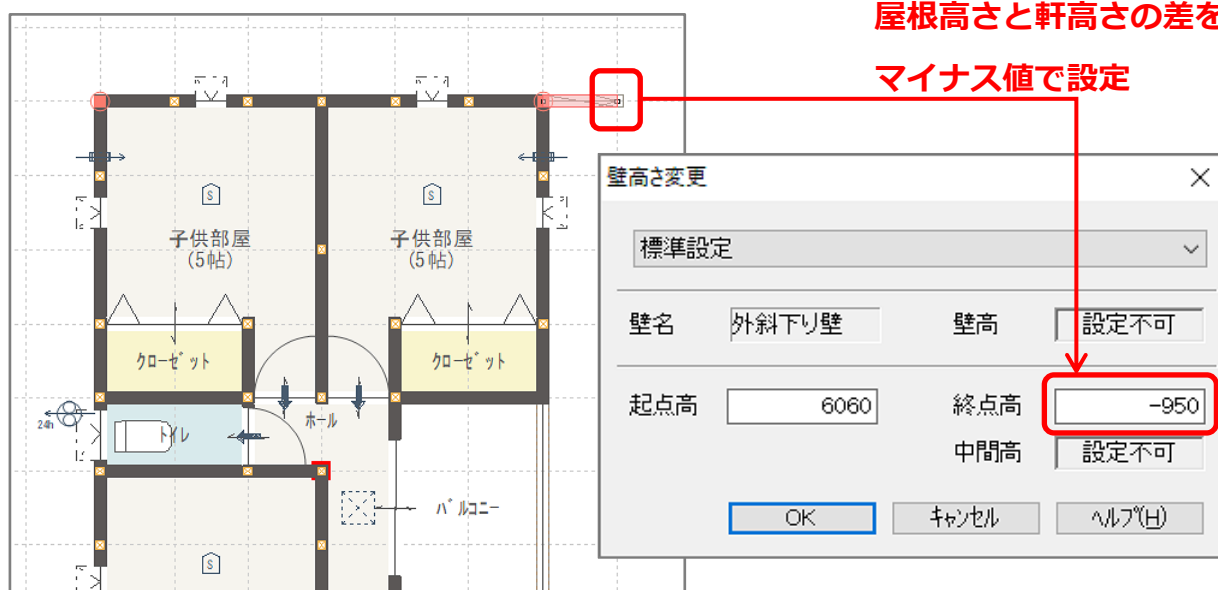 屋根高さと軒高さの差を
マイナス値で設定
S
S
子供部屋
(5帖)
子供部屋
(5帖)
クローゼット
クローゼット
24h
トイレ
ホール
バルコニー
S
壁高さ変更
標準設定
壁名
外斜下り壁
壁高
設定不可
起点高
6060
終点高
-950
中間高
設定不可
OK
キャンセル
ヘルプ(H)